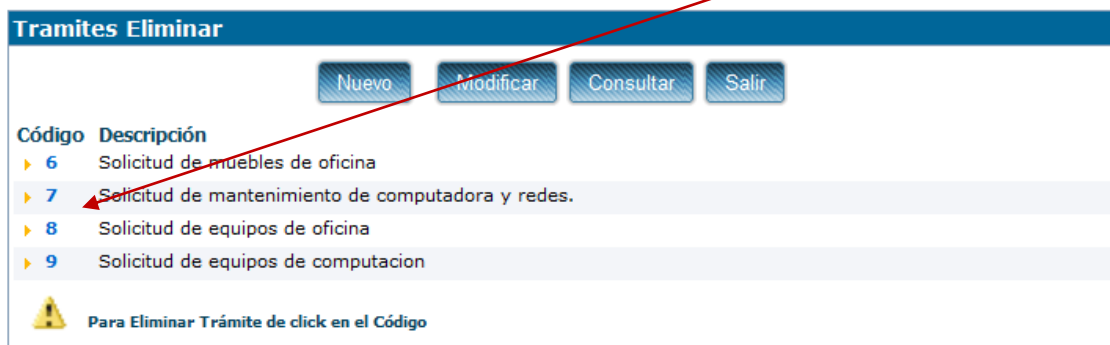 Tramites Eliminar
Nuevo Modificar Consultar Salir
Código Descripción
6 Solicitud de muebles de oficina
7 Solicitud de mantenimiento de computadora y redes.
8 Solicitud de equipos de oficina
9 Solicitud de equipos de computacion
Para Eliminar Trámite de click en el Código